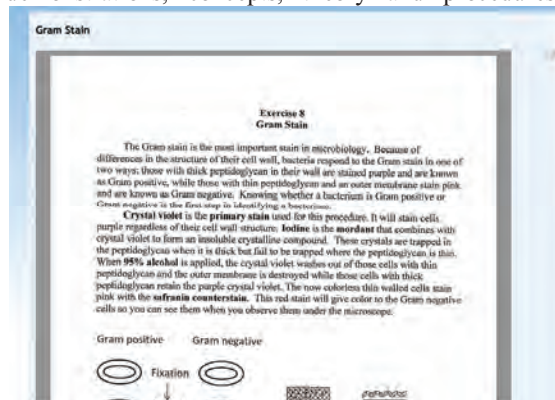 Gram Stain
Exercise 8
Gram Stain
The Gram stain is the most important stain in microbiology. Because of
differences in the structure of their cell wall, bacteria respond to the Gram stain in one of
two ways; those with thick peptidoglycan in their wall are stained purple and are known
as Gram positive, while those with thin peptidoglycan and an outer membrane stain pink
and are known as Gram negative. Knowing whether a bacterium is Gram positive or
Gram negative is the first step in identifying a bacterium.
Crystal Violet is the primary stain used for this procedure. It will stain cells
purple regardless of their cell wall structure. Iodine is the mordant that combines with
crystal violet to form an insoluble crystalline compound. These crystals are trapped in
the peptidoglycan when it is thick but fail to be trapped where the peptidoglycan is thin.
When 95% alcohol is applied, the crystal violet washes out of those cells with thin
peptidoglycan and the outer membrane is destroyed while those cells with thick
peptidoglycan retain the purple crystal violet. The now colorless thin walled cells stain
pink with the safranin counterstain. This red stain will give color to the Gram negative
cells so you can see them when you observe them under the microscope.
Gram positive Gram negative
Fixation